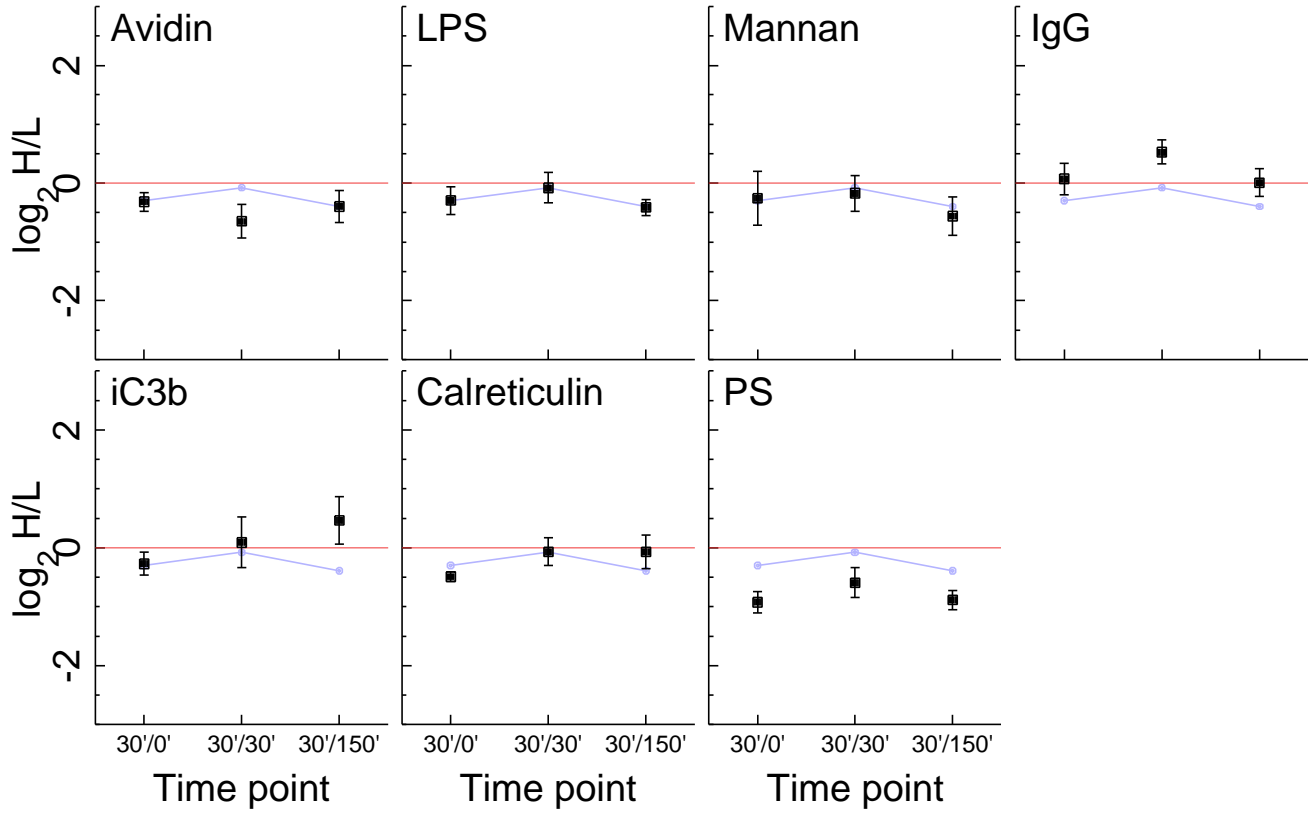 Avidin
LPS
Mannan
IgG
log2 H/L
2
0
-2
iC3b
Calreticulin
PS
log2 H/L
2
0
-2
30'/0' 30'/30' 30'/150'
30'/0' 30'/30' 30'/150'
30'/0' 30'/30' 30'/150'
Time point
Time point
Time point